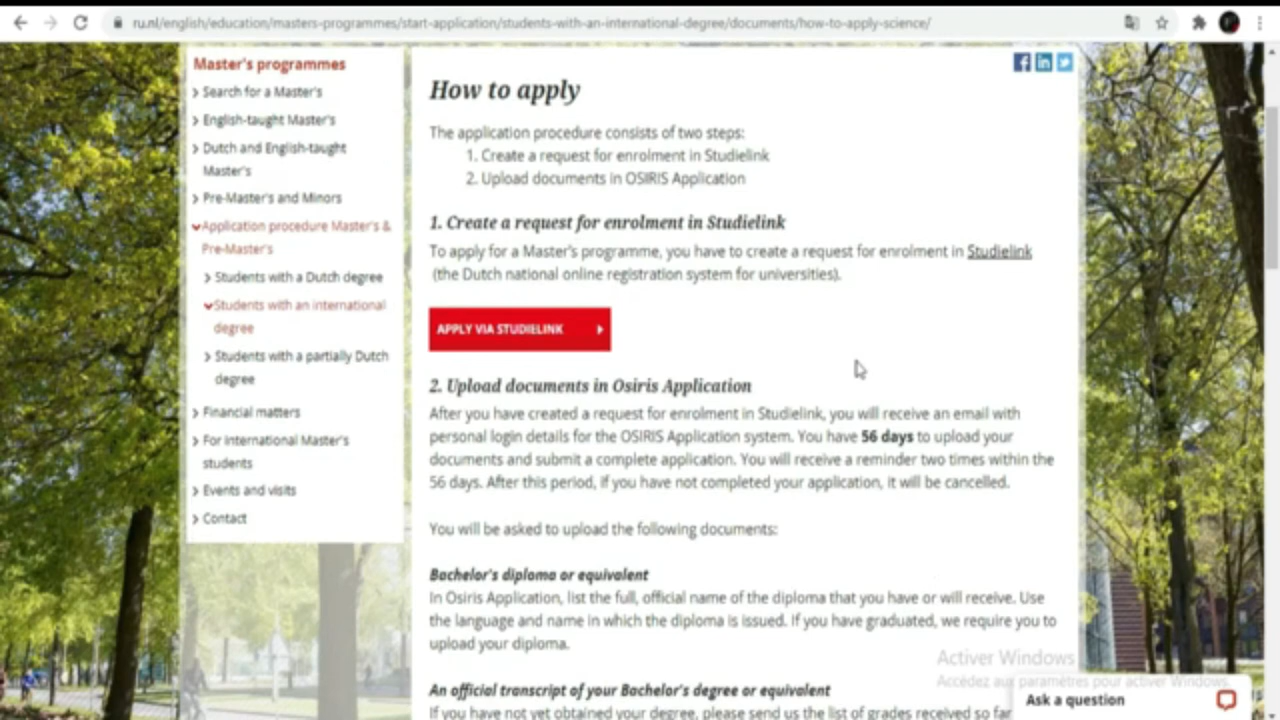 ru.nl/english/education/masters-programmes/start-application/students-with-an-international-degree/documents/how-to-apply-science/
Master's programmes
Search for a Master's
English-taught Master's
Dutch and English-taught
Master's
Pre-Master's and Minors
Application procedure Master's &
Pre-Master's
Students with a Dutch degree
Students with an international
degree
Students with a partially Dutch
degree
Financial matters
For international Master's
students
Events and visits
Contact
How to apply
The application procedure consists of two steps:
1. Create a request for enrolment in Studielink
2. Upload documents in OSIRIS Application
1. Create a request for enrolment in Studielink
To apply for a Master's programme, you have to create a request for enrolment in Studielink
(the Dutch national online registration system for universities).
APPLY VIA STUDIELINK
2. Upload documents in Osiris Application
After you have created a request for enrolment in Studielink, you will receive an email with
personal login details for the OSIRIS Application system. You have 56 days to upload your
documents and submit a complete application. You will receive a reminder two times within the
56 days. After this period, if you have not completed your application, it will be cancelled.
You will be asked to upload the following documents:
Bachelor's diploma or equivalent
In Osiris Application, list the full, official name of the diploma that you have or will receive. Use
the language and name in which the diploma is issued. If you have graduated, we require you to
upload your diploma.
An official transcript of your Bachelor's degree or equivalent
If you have not yet obtained your degree, please send us the list of grades received so far
Activer Windows
Accédez aux paramètres pour activer Windows.
Ask a question